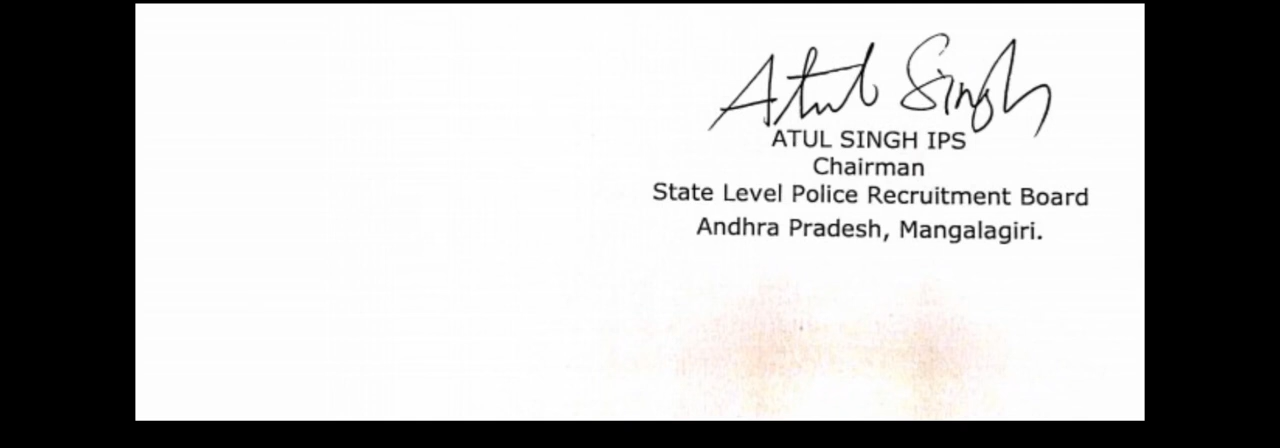 Atul Singh
ATUL SINGH IPS
Chairman
State Level Police Recruitment Board
Andhra Pradesh, Mangalagiri.